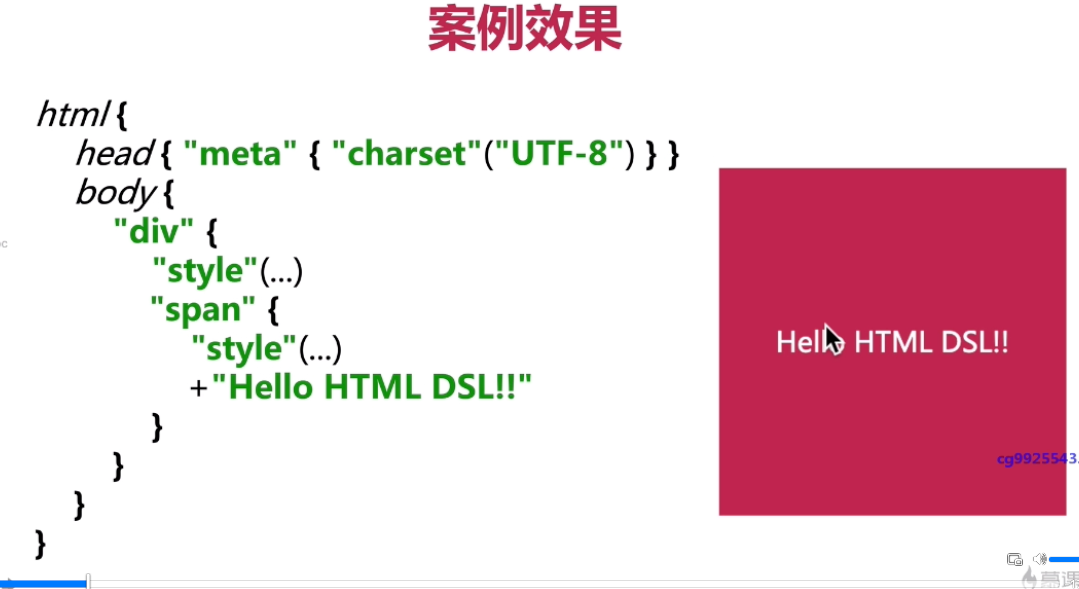 案例效果
html {
head { "meta" { "charset"("UTF-8") } }
body {
"div" {
"style"(...)
"span" {
"style"(...)
+"Hello HTML DSL!!"
}
}
}
}
Hello HTML DSL!!
cg9925543
慕课